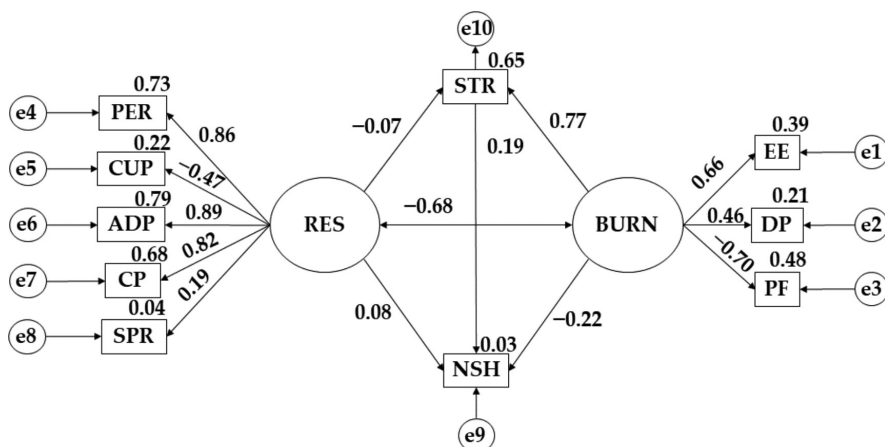 e10
0.65
STR
0.73
e4
PER
0.86
−0.07
0.77
0.22
e5
CUP
−0.47
0.19
0.39
EE
e1
0.66
0.79
e6
ADP
0.89
RES
−0.68
BURN
0.46
0.21
DP
e2
0.68
e7
CP
0.82
−0.70
0.48
PF
e3
0.04
e8
SPR
0.19
0.08
−0.22
0.03
NSH
e9